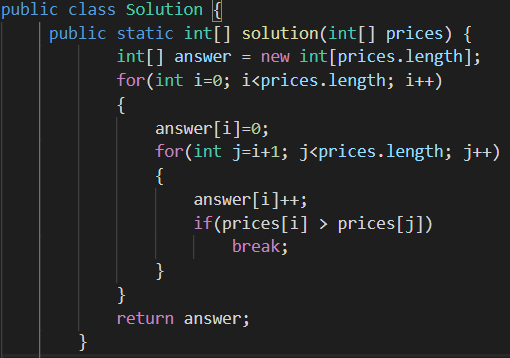 public class Solution {
public static int[] solution(int[] prices) {
int[] answer = new int[prices.length];
for(int i=0; i<prices.length; i++)
{
answer[i]=0;
for(int j=i+1; j<prices.length; j++)
{
answer[i]++;
if(prices[i] > prices[j])
break;
}
}
return answer;
}